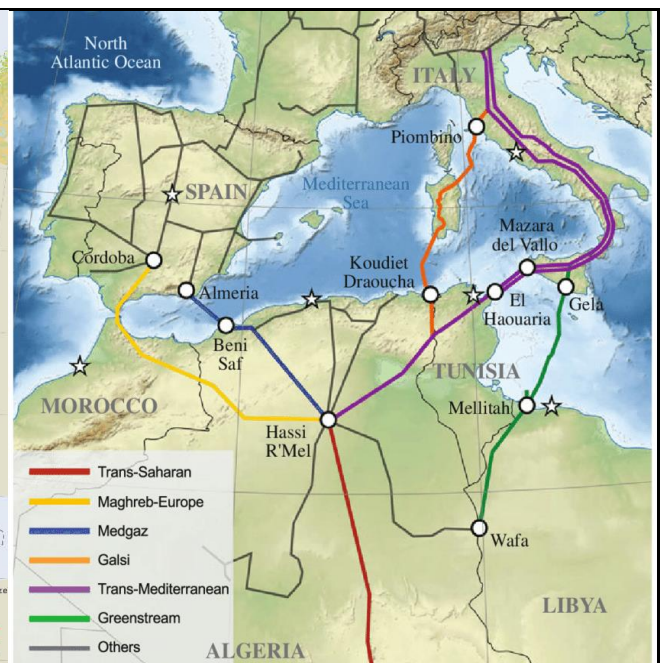 North
Atlantic Ocean
ITALY
Piombino
SPAIN
Mediterranean
Sea
Mazara
del Vallo
Cordoba
Koudiet
Draoucha
Almeria
El
Haouaria
Gela
Beni
Saf
TUNISIA
MOROCCO
Mellitah
Hassi
R'Mel
Trans-Saharan
Maghreb-Europe
Medgaz
Galsi
Trans-Mediterranean
Greenstream
Others
Wafa
LIBYA
ALGERIA